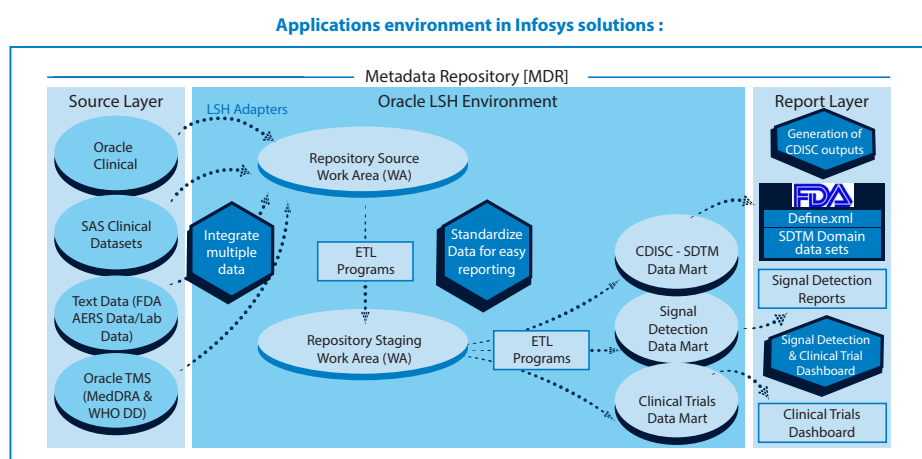 Applications environment in Infosys solutions :
Metadata Repository [MDR]
Source Layer
Oracle LSH Environment
Report Layer
LSH Adapters
Oracle
Clinical
SAS Clinical
Datasets
Text Data (FDA
AERS Data/Lab
Data)
Oracle TMS
(MedDRA &
WHO DD)
Integrate
multiple
data
Repository Source
Work Area (WA)
ETL
Programs
Repository Staging
Work Area (WA)
Standardize
Data for easy
reporting
ETL
Programs
CDISC - SDTM
Data Mart
Signal
Detection
Data Mart
Clinical Trials
Data Mart
Generation of
CDISC outputs
FDA
Define.xml
SDTM Domain
data sets
Signal Detection
Reports
Signal Detection
& Clinical Trial
Dashboard
Clinical Trials
Dashboard